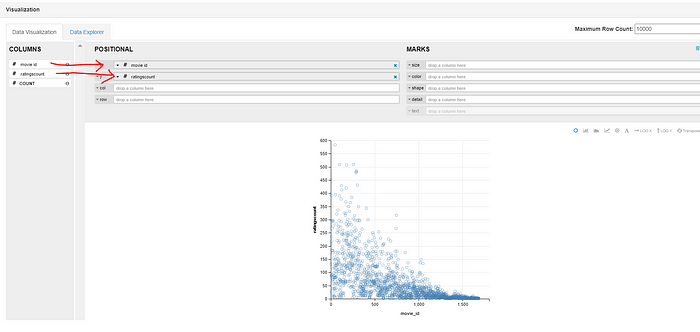 Visualization
Data Visualization
Data Explorer
Maximum Row Count: 10000
COLUMNS
# movie id
# ratingscount
# COUNT
POSITIONAL
# movie id
# ratingscount
col drop a column here
row drop a column here
MARKS
size drop a column here
color drop a column here
shape drop a column here
detail drop a column here
text drop a column here
LOG X LOG Y Transpose
600
550
500
450
400
350
300
250
200
150
100
50
0
ratingscount
0 500 1,000 1,500
movie_id